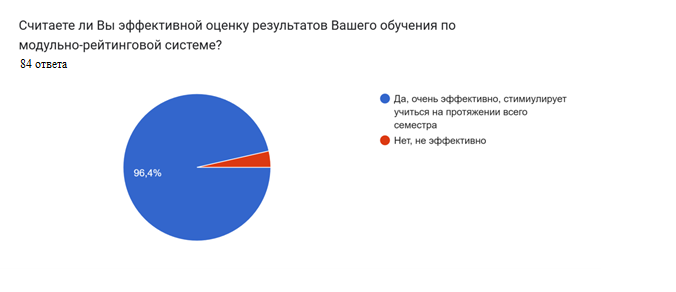 Считаете ли Вы эффективной оценку результатов Вашего обучения по
модульно-рейтинговой системе?
84 ответа
96,4%
Да, очень эффективно, стимиулирует
учиться на протяжении всего
семестра
Нет, не эффективно